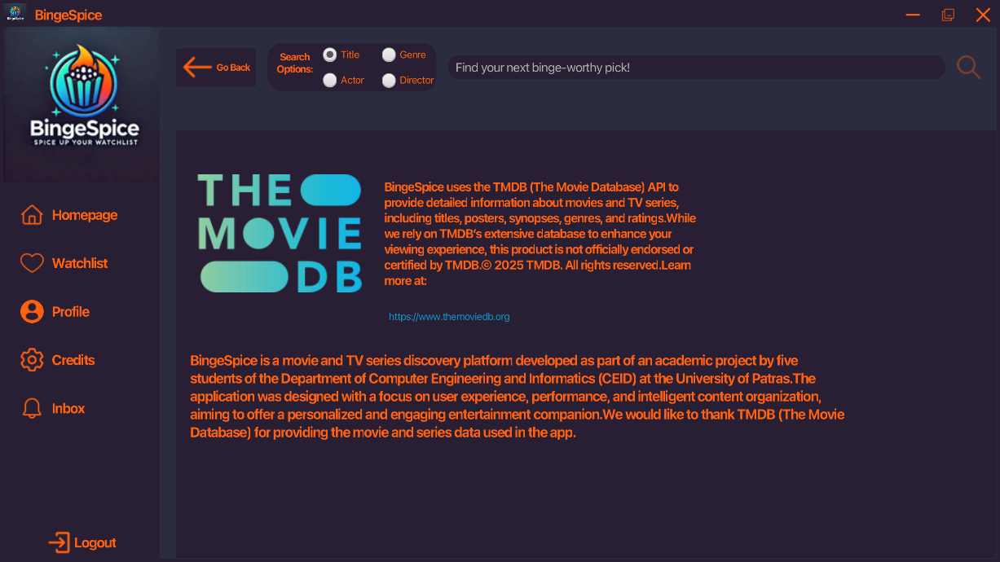 BingeSpice
BingeSpice
SPICE UP YOUR WATCHLIST
Go Back
Search
Options:
Title
Genre
Actor
Director
Find your next binge-worthy pick!
Homepage
Watchlist
Profile
Credits
Inbox
Logout
THE
MOVIE
DB
BingeSpice uses the TMDB (The Movie Database) API to
provide detailed information about movies and TV series,
including titles, posters, synopses, genres, and ratings.While
we rely on TMDB's extensive database to enhance your
viewing experience, this product is not officially endorsed or
certified by TMDB.© 2025 TMDB. All rights reserved.Learn
more at:
https://www.themoviedb.org
BingeSpice is a movie and TV series discovery platform developed as part of an academic project by five
students of the Department of Computer Engineering and Informatics (CEID) at the University of Patras.The
application was designed with a focus on user experience, performance, and intelligent content organization,
aiming to offer a personalized and engaging entertainment companion.We would like to thank TMDB (The Movie
Database) for providing the movie and series data used in the app.